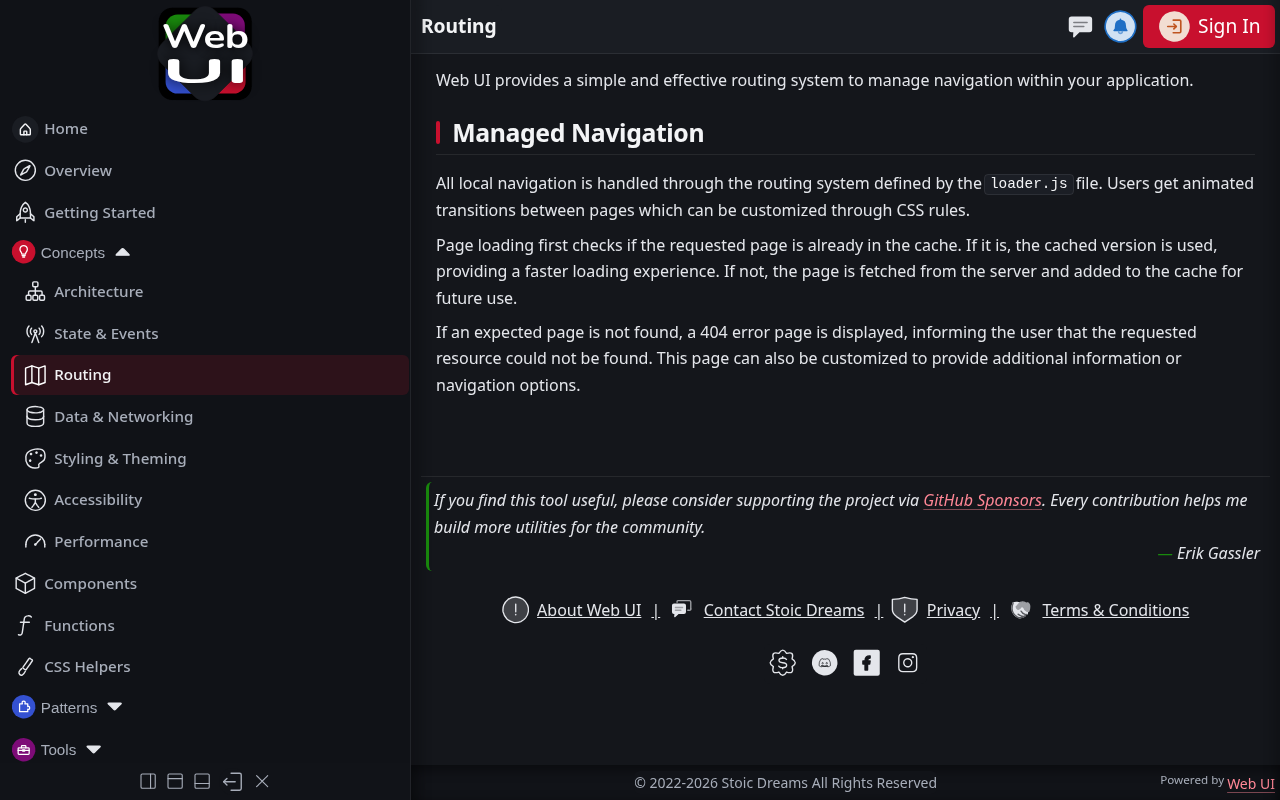 Web
UI
Home
Overview
Getting Started
Concepts
Architecture
State & Events
Routing
Data & Networking
Styling & Theming
Accessibility
Performance
Components
Functions
CSS Helpers
Patterns
Tools
Routing
Sign In
Web UI provides a simple and effective routing system to manage navigation within your application.
Managed Navigation
All local navigation is handled through the routing system defined by the loader.js file. Users get animated
transitions between pages which can be customized through CSS rules.
Page loading first checks if the requested page is already in the cache. If it is, the cached version is used,
providing a faster loading experience. If not, the page is fetched from the server and added to the cache for
future use.
If an expected page is not found, a 404 error page is displayed, informing the user that the requested
resource could not be found. This page can also be customized to provide additional information or
navigation options.
If you find this tool useful, please consider supporting the project via GitHub Sponsors. Every contribution helps me
build more utilities for the community.
— Erik Gassler
About Web UI | Contact Stoic Dreams | Privacy | Terms & Conditions
© 2022-2026 Stoic Dreams All Rights Reserved
Powered by Web UI